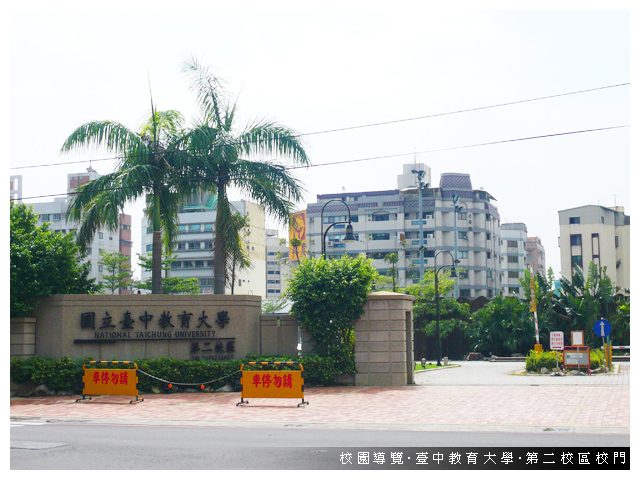 國立臺中教育大學
NATIONAL TAICHUNG UNIVERSITY
第二校區
車停勿請
車停勿請
校園導覽·臺中教育大學·第二校區校門